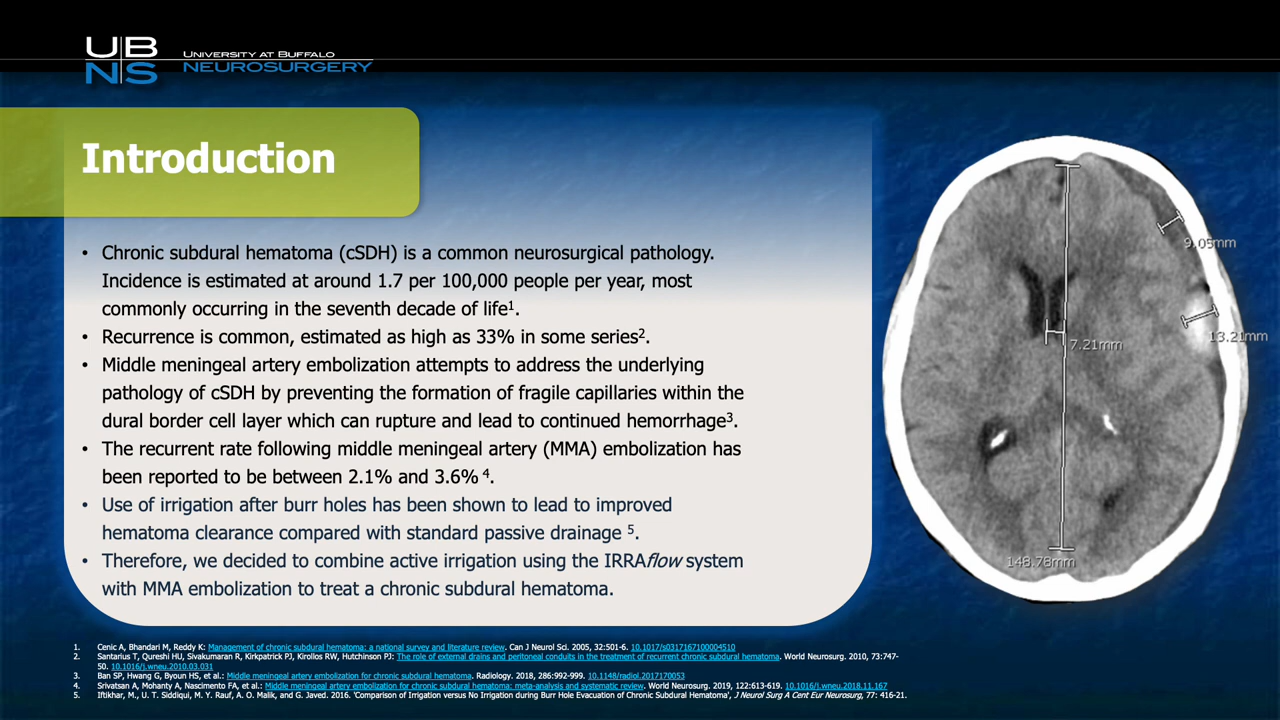 UB
NS
UNIVERSITY AT BUFFALO
NEUROSURGERY
Introduction
• Chronic subdural hematoma (cSDH) is a common neurosurgical pathology.
Incidence is estimated at around 1.7 per 100,000 people per year, most
commonly occurring in the seventh decade of life1.
• Recurrence is common, estimated as high as 33% in some series2.
• Middle meningeal artery embolization attempts to address the underlying
pathology of cSDH by preventing the formation of fragile capillaries within the
dural border cell layer which can rupture and lead to continued hemorrhage3.
• The recurrent rate following middle meningeal artery (MMA) embolization has
been reported to be between 2.1% and 3.6% 4.
• Use of irrigation after burr holes has been shown to lead to improved
hematoma clearance compared with standard passive drainage 5.
• Therefore, we decided to combine active irrigation using the IRRAflow system
with MMA embolization to treat a chronic subdural hematoma.
9.05mm
13.21mm
7.21mm
148.78mm
1. Cenic A, Bhandari M, Reddy K: Management of chronic subdural hematoma: a national survey and literature review. Can J Neurol Sci. 2005, 32:501-6. 10.1017/s0317167100004510
2. Santarius T, Qureshi HU, Sivakumaran R, Kirkpatrick PJ, Kirollos RW, Hutchinson PJ: The role of external drains and peritoneal conduits in the treatment of recurrent chronic subdural hematoma. World Neurosurg. 2010, 73:747-
50. 10.1016/j.wneu.2010.03.031
3 Ban SP, Hwang G, Byoun HS, et al.: Middle meningeal artery embolization for chronic subdural hematoma. Radiology. 2018, 286:992-999. 10.1148/radiol.2017170053
4. Srivatsan A, Mohanty A, Nascimento FA, et al.: Middle meningeal artery embolization for chronic subdural hematoma: meta-analysis and systematic review. World Neurosurg. 2019, 122:613-619. 10.1016/j.wneu.2018.11.167
5 Iftikhar, M., U. T. Siddiqui, M. Y. Rauf, A. O. Malik, and G. Javed. 2016. 'Comparison of Irrigation versus No Irrigation during Burr Hole Evacuation of Chronic Subdural Hematoma', J Neurol Surg A Cent Eur Neurosurg, 77: 416-21.